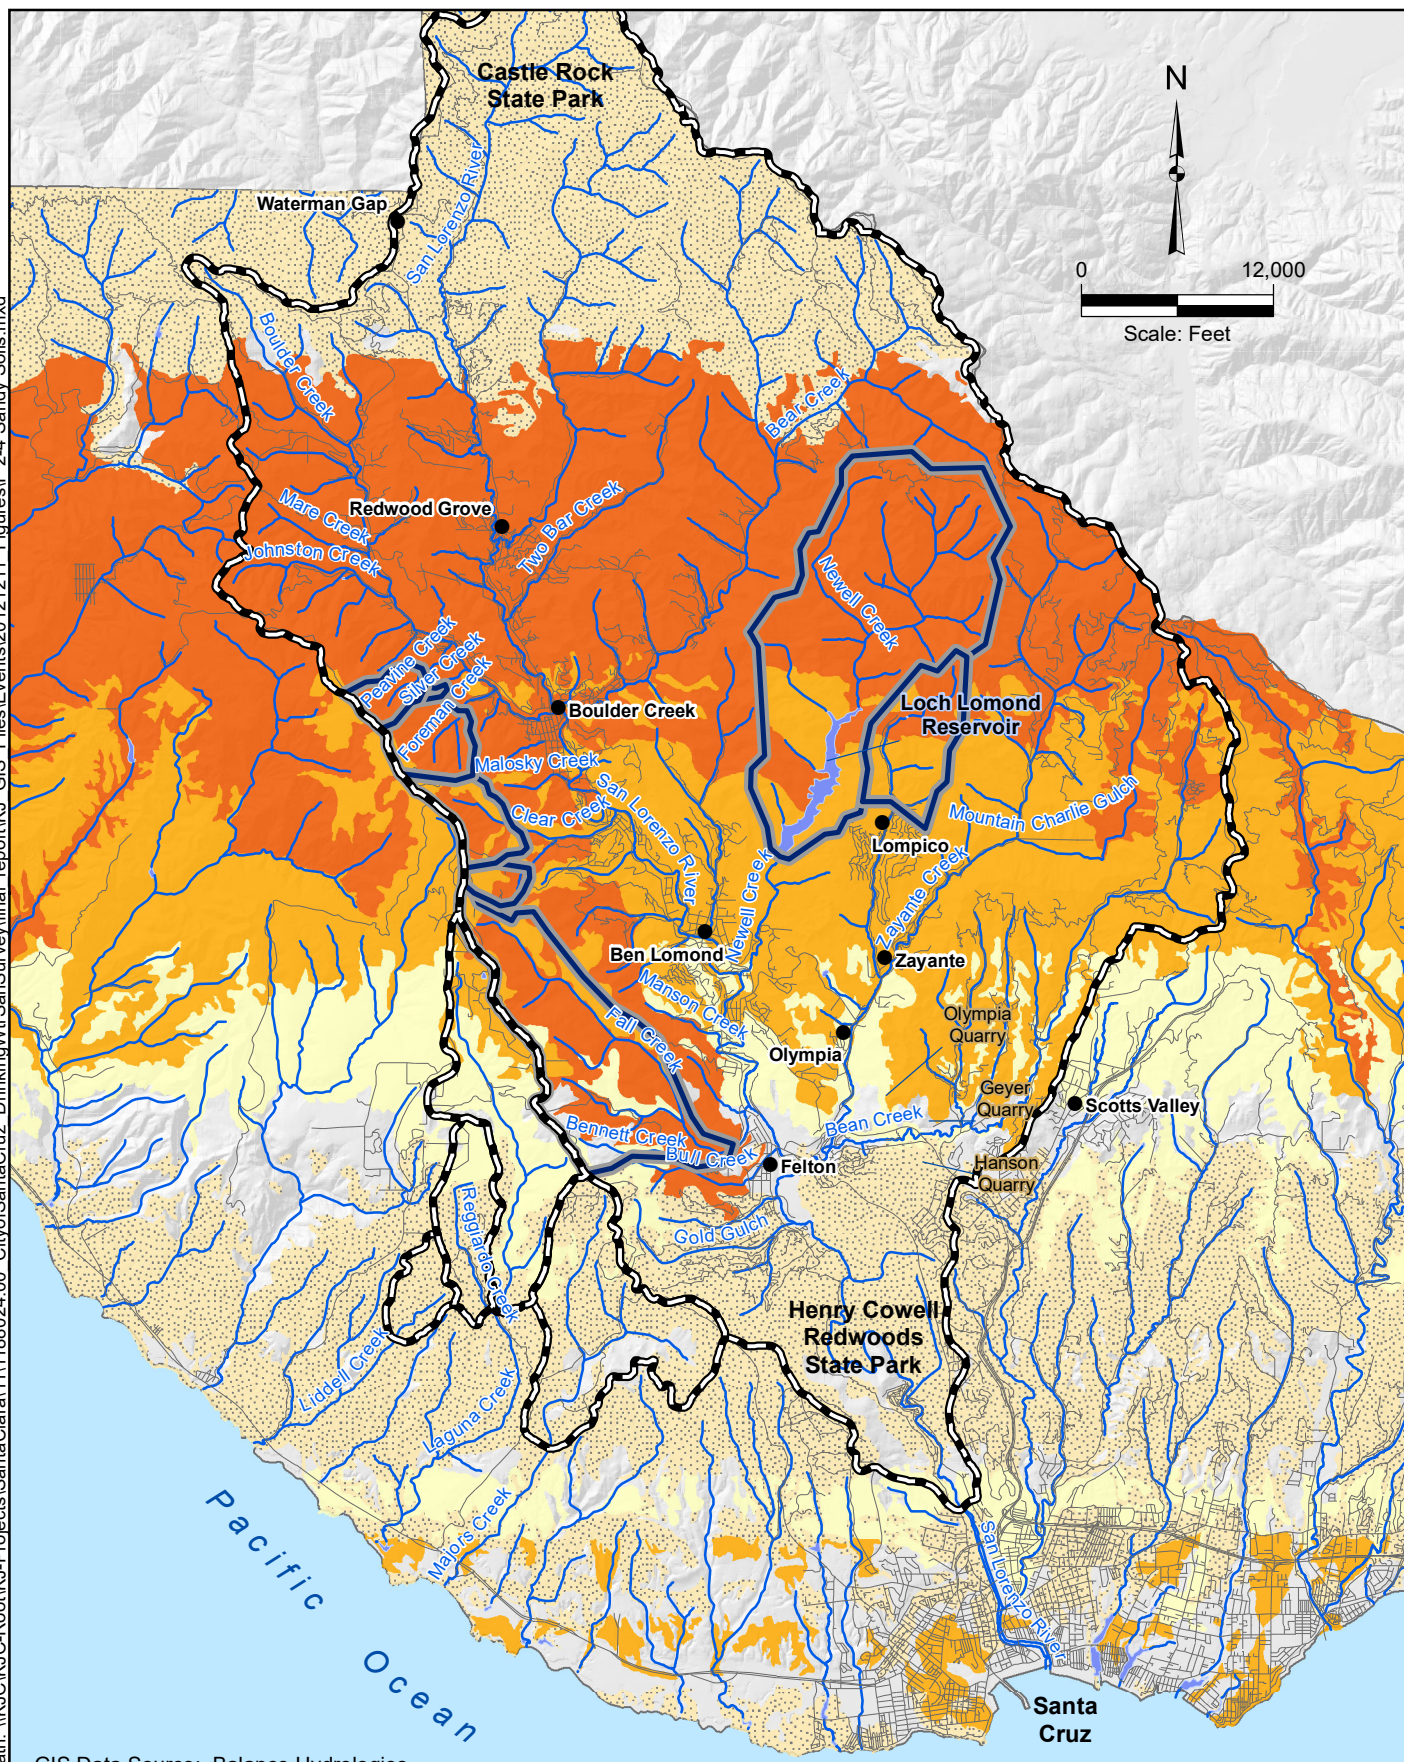 Castle Rock
State Park
N
Waterman Gap
San Lorenzo River
0 12,000
Scale: Feet
Boulder Creek
Bear Creek
Redwood Grove
Mare Creek
Two Bar Creek
Johnston Creek
Newell Creek
Peavine Creek
Silver Creek
Foreman Creek
Boulder Creek
Loch Lomond
Reservoir
Malosky Creek
San Lorenzo River
Clear Creek
Mountain Charlie Gulch
Lompico
Zayante Creek
Newell Creek
Ben Lomond
Zayante
Manson Creek
Fall Creek
Olympia
Quarry
Olympia
Geyer
Quarry
Scotts Valley
Bean Creek
Bennett Creek
Bull Creek
Felton
Hanson
Quarry
Reggiardo Creek
Gold Gulch
Henry Cowell
Redwoods
State Park
Liddell Creek
Laguna Creek
Majors Creek
San Lorenzo River
Pacific Ocean
Santa
Cruz